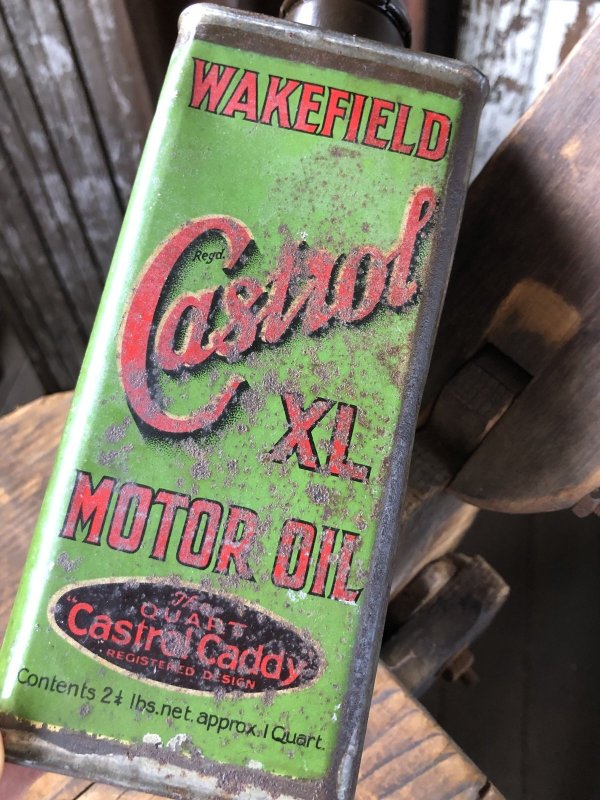 WAKEFIELD
Regd.
Castrol
XL
MOTOR OIL
The
QUART
"Castrol Caddy"
REGISTERED DESIGN
Contents 2¼ lbs.net. approx. 1 Quart.